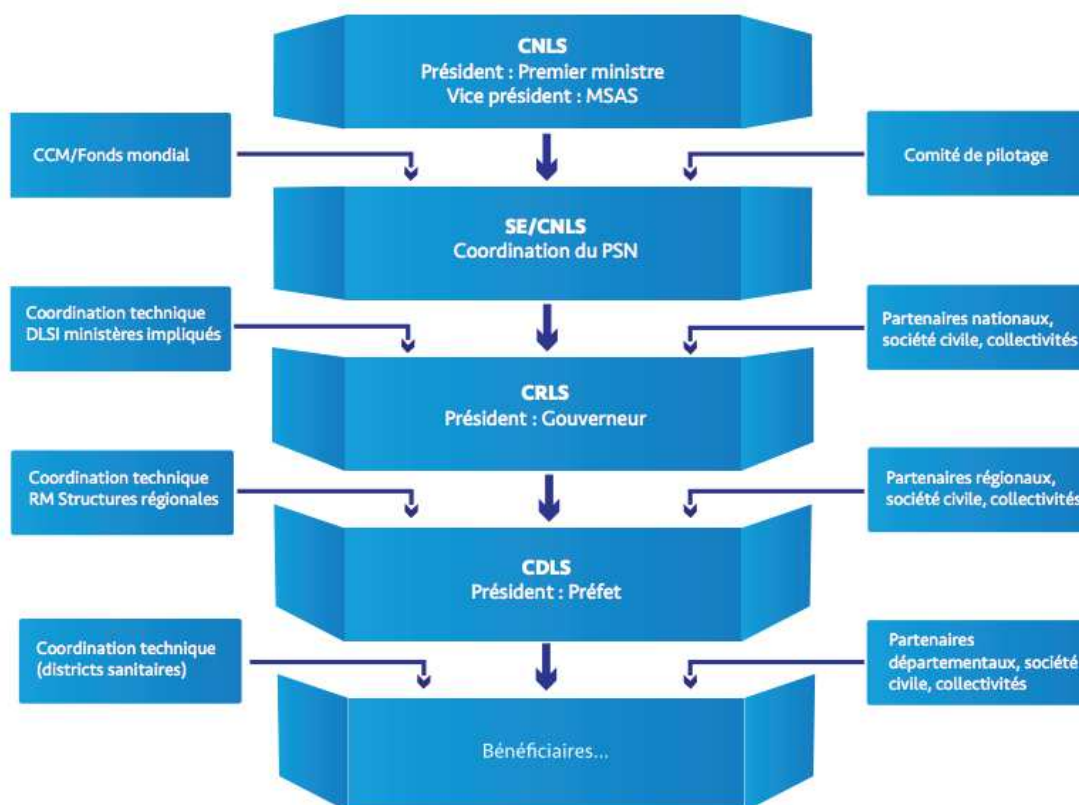 CNLS
Président : Premier ministre
Vice président : MSAS
CCM/Fonds mondial
Comité de pilotage
SE/CNLS
Coordination du PSN
Coordination technique
DLSI ministères impliqués
Partenaires nationaux,
société civile, collectivités
CRLS
Président : Gouverneur
Coordination technique
RM Structures régionales
Partenaires régionaux,
société civile, collectivités
CDLS
Président : Préfet
Coordination technique
(districts sanitaires)
Partenaires
départementaux, société
civile, collectivités
Bénéficiaires...